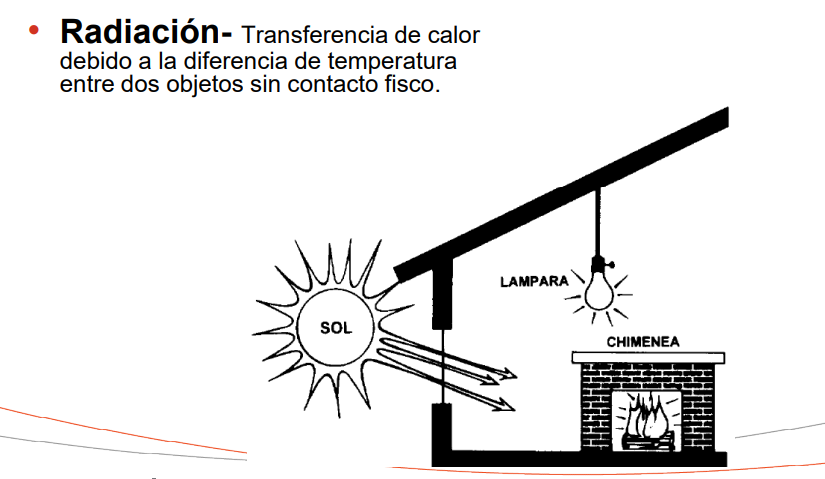 • Radiación- Transferencia de calor
debido a la diferencia de temperatura
entre dos objetos sin contacto fisco.
LAMPARA
SOL
CHIMENEA